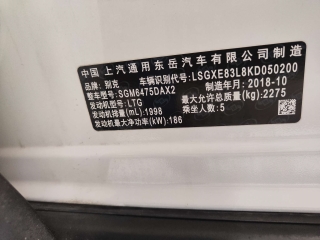 中国 上汽通用东岳汽车有限公司制造
品牌：别克 车辆识别代号：LSGXE83L8KD050200
整车型号：SGM6475DAX2 制造年月：2018-10
发动机型号：LTG 最大允许总质量(kg)：2275
发动机排量(mL)：1998 乘坐人数：5
发动机最大净功率(kW)：186